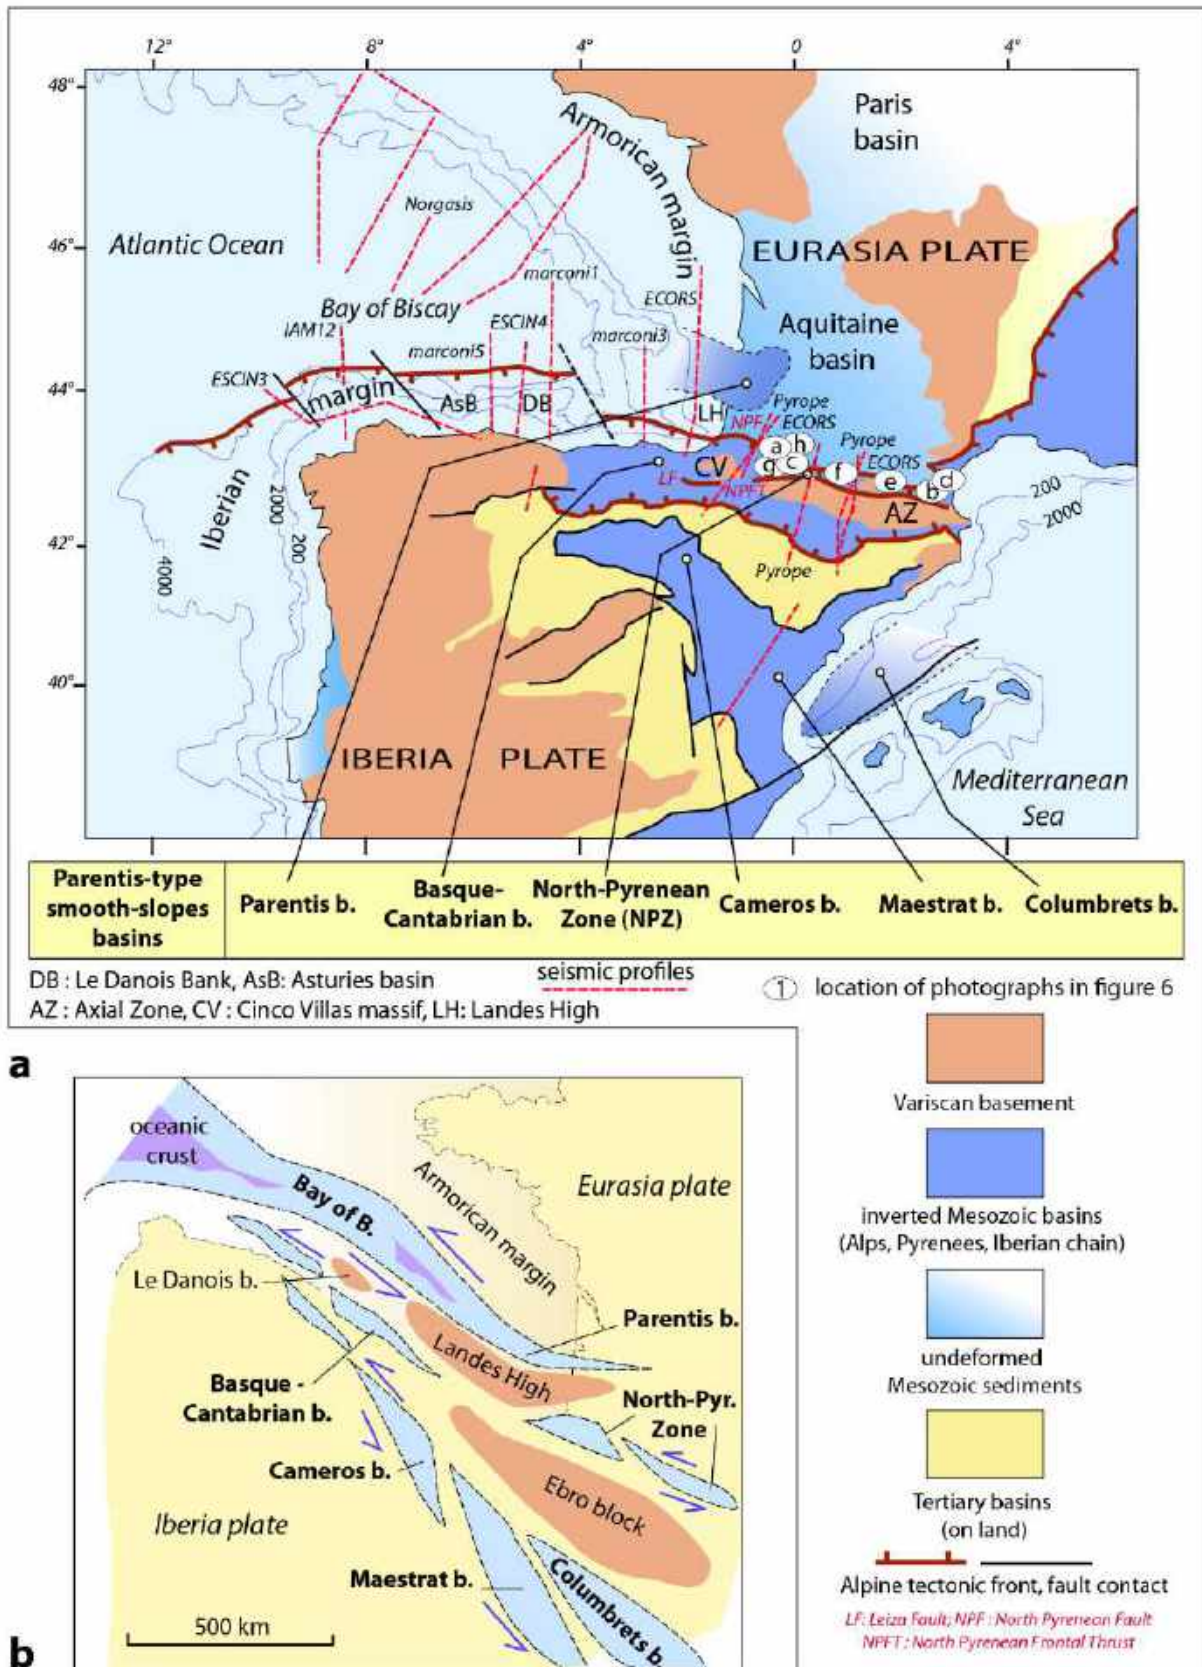 12°
8°
4°
0
4°
48°
46°
44°
42°
40°
Paris
basin
Armorican margin
Norgasis
Atlantic Ocean
EURASIA PLATE
marconi1
ECORS
Bay of Biscay
IAM12
ESCIN4
marconi5
marconi3
Aquitaine
basin
ESCIN3
margin
AsB
DB
LH
NPF
Pyrope
ECORS
a
h
g
c
Pyrope
ECORS
f
e
b
d
LF
CV
NPFT
AZ
Iberian
2000
200
4000
200
2000
Pyrope
IBERIA PLATE
Mediterranean
Sea
Parentis-type
smooth-slopes
basins
Parentis b.
Basque-
Cantabrian b.
North-Pyrenean
Zone (NPZ)
Cameros b.
Maestrat b.
Columbrets b.
DB : Le Danois Bank, AsB: Asturies basin
AZ : Axial Zone, CV : Cinco Villas massif, LH: Landes High
seismic profiles
1 location of photographs in figure 6
a
Variscan basement
inverted Mesozoic basins
(Alps, Pyrenees, Iberian chain)
undeformed
Mesozoic sediments
Tertiary basins
(on land)
Alpine tectonic front, fault contact
LF: Leiza Fault; NPF : North Pyrenean Fault
NPFT : North Pyrenean Frontal Thrust
oceanic
crust
Bay of B.
Armorican margin
Eurasia plate
Le Danois b.
Parentis b.
Landes High
Basque -
Cantabrian b.
North-Pyr.
Zone
Cameros b.
Ebro block
Iberia plate
Maestrat b.
Columbrets b.
500 km
b